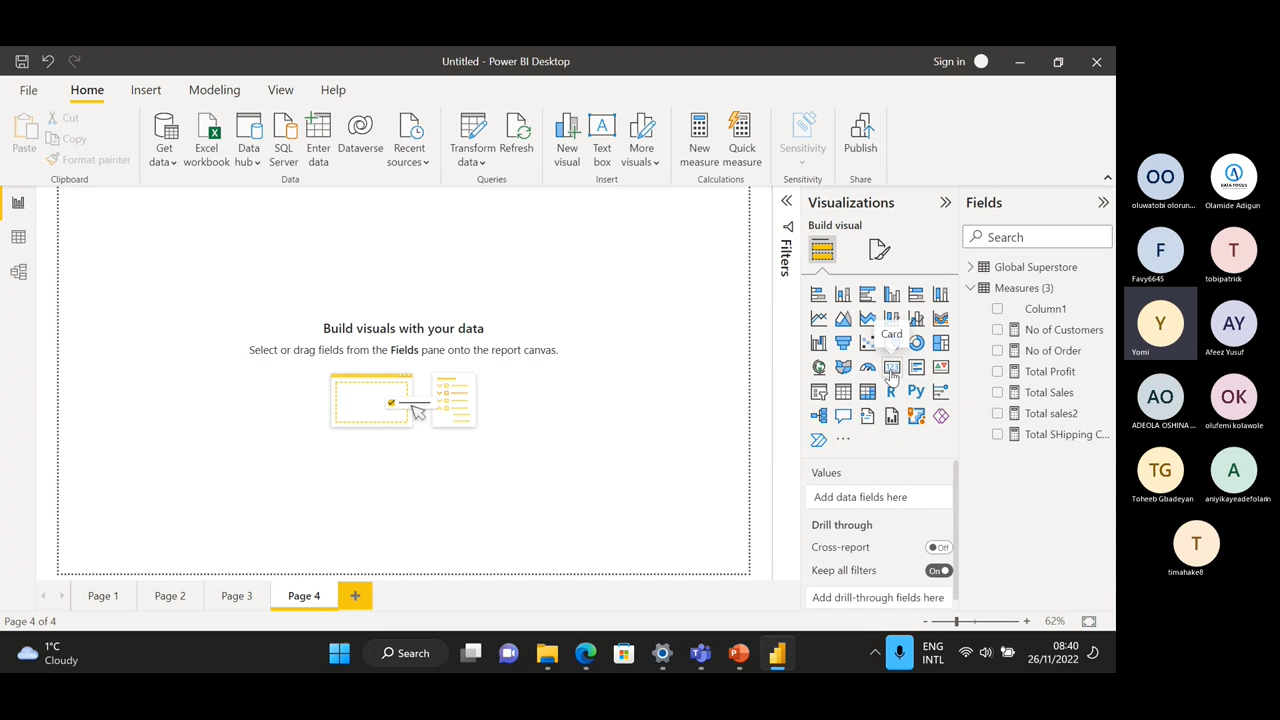 Untitled - Power BI Desktop
Sign in
File
Home
Insert
Modeling
View
Help
Paste
Cut
Copy
Format painter
Clipboard
Get data
Excel workbook
Data hub
SQL Server
Enter data
Dataverse
Recent sources
Data
Transform data
Refresh
Queries
New visual
Text box
More visuals
Insert
New measure
Quick measure
Calculations
Sensitivity
Sensitivity
Publish
Share
Build visuals with your data
Select or drag fields from the Fields pane onto the report canvas.
Filters
Visualizations
Build visual
Card
123
R
Py
Values
Add data fields here
Drill through
Cross-report
Off
Keep all filters
On
Add drill-through fields here
Fields
Search
Global Superstore
Measures (3)
Column1
No of Customers
No of Order
Total Profit
Total Sales
Total sales2
Total SHipping C...
Page 1
Page 2
Page 3
Page 4
Page 4 of 4
62%
1°C
Cloudy
Search
ENG
INTL
08:40
26/11/2022
OO
oluwatobi olorun...
DATA FOCUS
Olamide Adigun
F
Favy6645
T
tobipatrick
Y
Yomi
AY
Afeez Yusuf
AO
ADEOLA OSHINA ...
OK
olufemi kolawole
TG
Toheeb Gbadeyan
A
aniyikayeadefolarin
T
timahake8